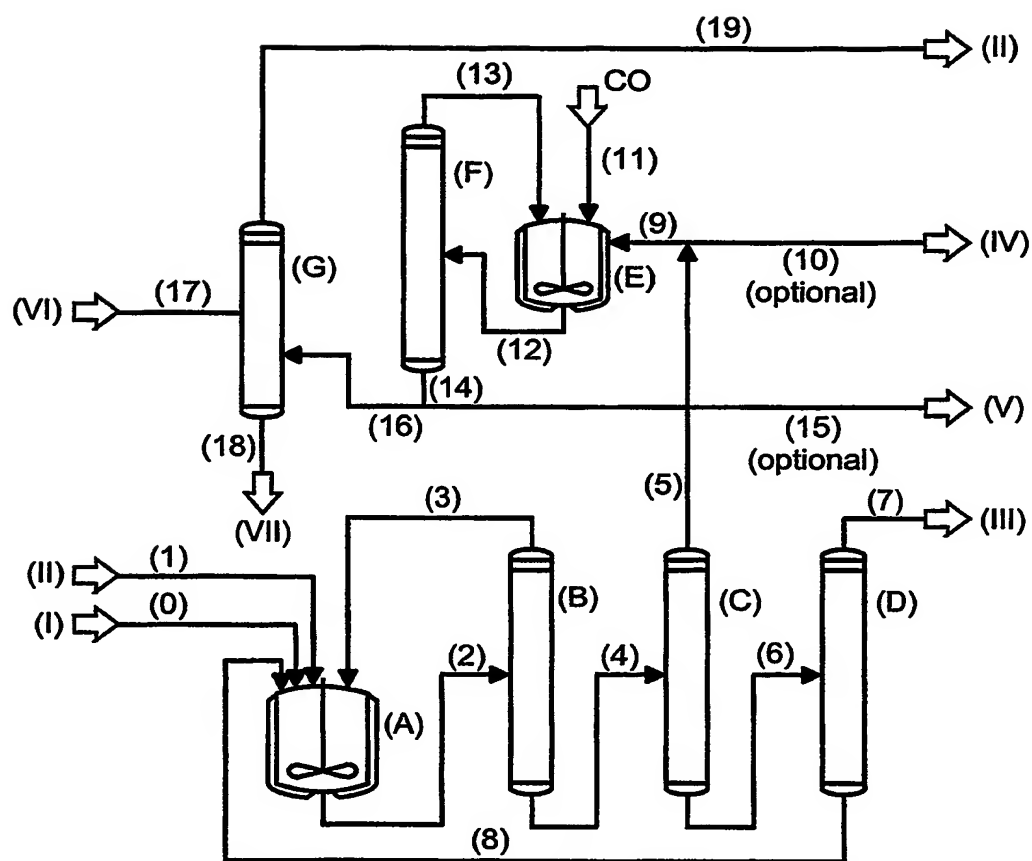 (19)
(II)
(13)
CO
(F)
(11)
(G)
(9)
(IV)
(E)
(10)
(optional)
(VI)
(17)
(12)
(14)
(16)
(V)
(15)
(optional)
(18)
(VII)
(3)
(5)
(7)
(III)
(II)
(1)
(B)
(C)
(D)
(I)
(0)
(2)
(4)
(6)
(A)
(8)